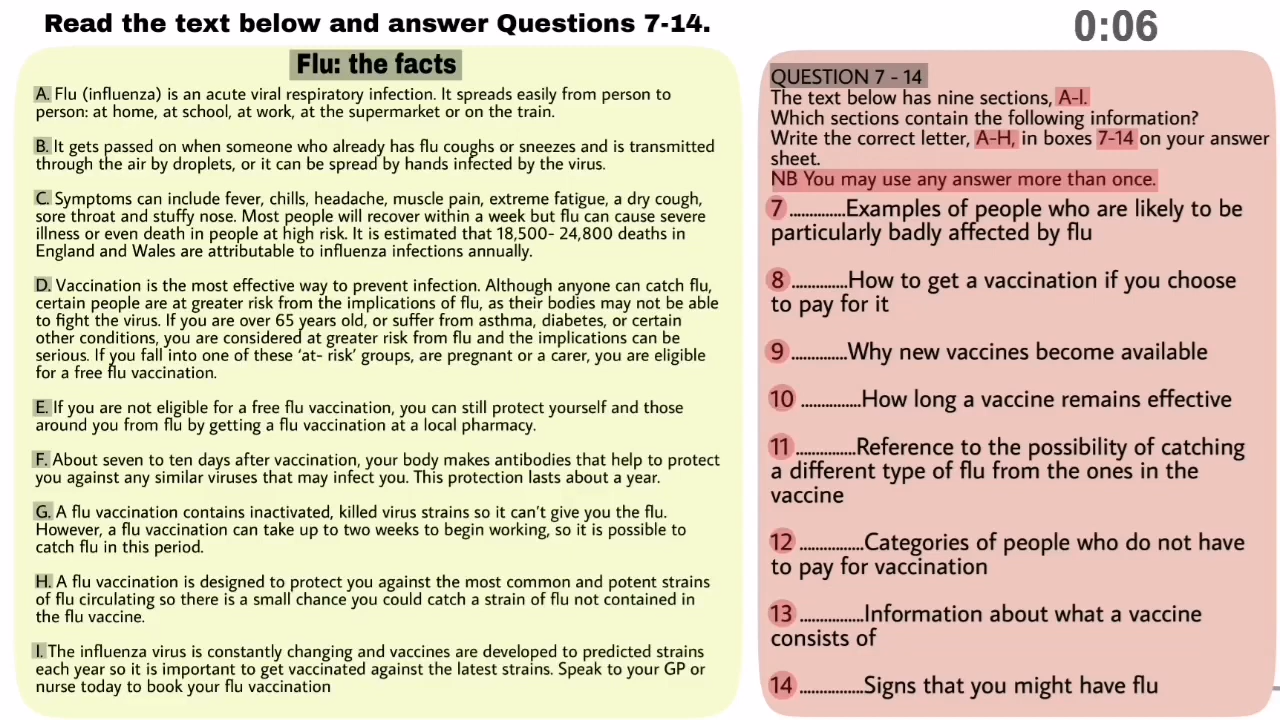 Read the text below and answer Questions 7-14.
0:06
Flu: the facts
A. Flu (influenza) is an acute viral respiratory infection. It spreads easily from person to
person: at home, at school, at work, at the supermarket or on the train.
B. It gets passed on when someone who already has flu coughs or sneezes and is transmitted
through the air by droplets, or it can be spread by hands infected by the virus.
C. Symptoms can include fever, chills, headache, muscle pain, extreme fatigue, a dry cough,
sore throat and stuffy nose. Most people will recover within a week but flu can cause severe
illness or even death in people at high risk. It is estimated that 18,500- 24,800 deaths in
England and Wales are attributable to influenza infections annually.
D. Vaccination is the most effective way to prevent infection. Although anyone can catch flu,
certain people are at greater risk from the implications of flu, as their bodies may not be able
to fight the virus. If you are over 65 years old, or suffer from asthma, diabetes, or certain
other conditions, you are considered at greater risk from flu and the implications can be
serious. If you fall into one of these ‘at- risk’ groups, are pregnant or a carer, you are eligible
for a free flu vaccination.
E. If you are not eligible for a free flu vaccination, you can still protect yourself and those
around you from flu by getting a flu vaccination at a local pharmacy.
F. About seven to ten days after vaccination, your body makes antibodies that help to protect
you against any similar viruses that may infect you. This protection lasts about a year.
G. A flu vaccination contains inactivated, killed virus strains so it can’t give you the flu.
However, a flu vaccination can take up to two weeks to begin working, so it is possible to
catch flu in this period.
H. A flu vaccination is designed to protect you against the most common and potent strains
of flu circulating so there is a small chance you could catch a strain of flu not contained in
the flu vaccine.
I. The influenza virus is constantly changing and vaccines are developed to predicted strains
each year so it is important to get vaccinated against the latest strains. Speak to your GP or
nurse today to book your flu vaccination
QUESTION 7 - 14
The text below has nine sections, A-I.
Which sections contain the following information?
Write the correct letter, A-H, in boxes 7-14 on your answer
sheet.
NB You may use any answer more than once.
7 ..............Examples of people who are likely to be
particularly badly affected by flu
8 ..............How to get a vaccination if you choose
to pay for it
9 ..............Why new vaccines become available
10 ...............How long a vaccine remains effective
11 ...............Reference to the possibility of catching
a different type of flu from the ones in the
vaccine
12 ................Categories of people who do not have
to pay for vaccination
13 ................Information about what a vaccine
consists of
14 ................Signs that you might have flu